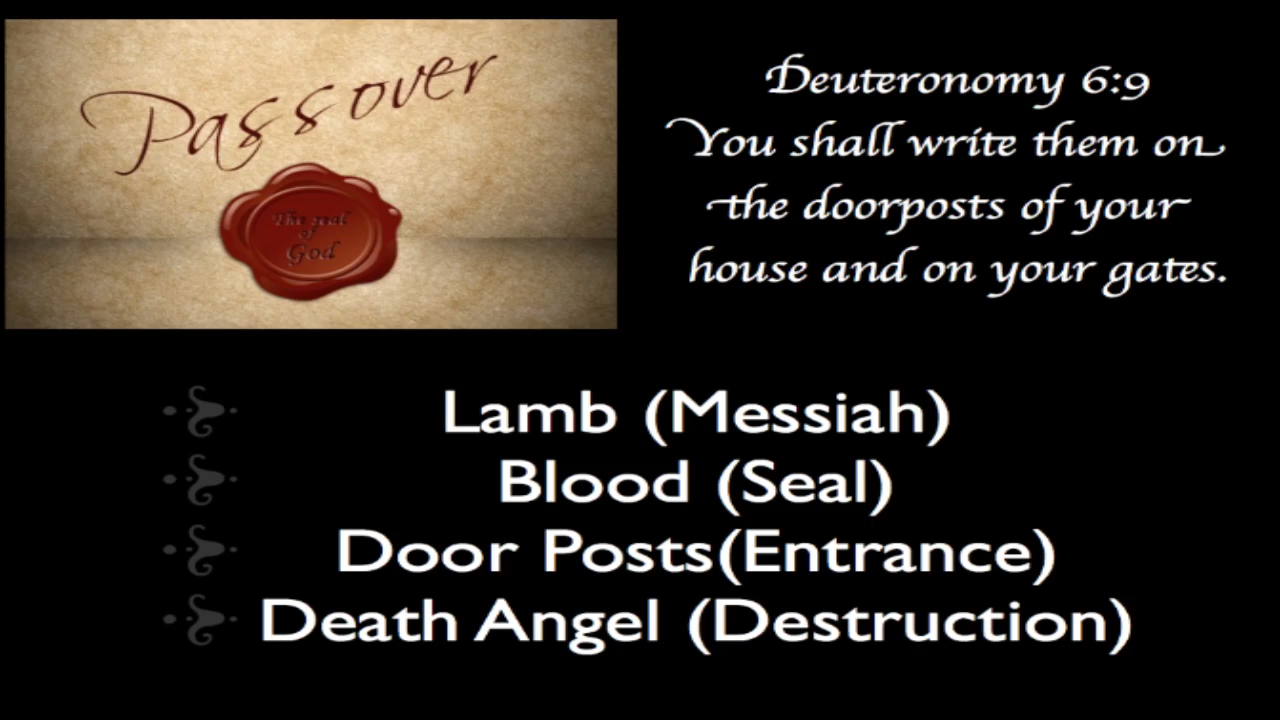 Passover
The seal
of
God
Deuteronomy 6:9
You shall write them on
the doorposts of your
house and on your gates.
Lamb (Messiah)
Blood (Seal)
Door Posts(Entrance)
Death Angel (Destruction)